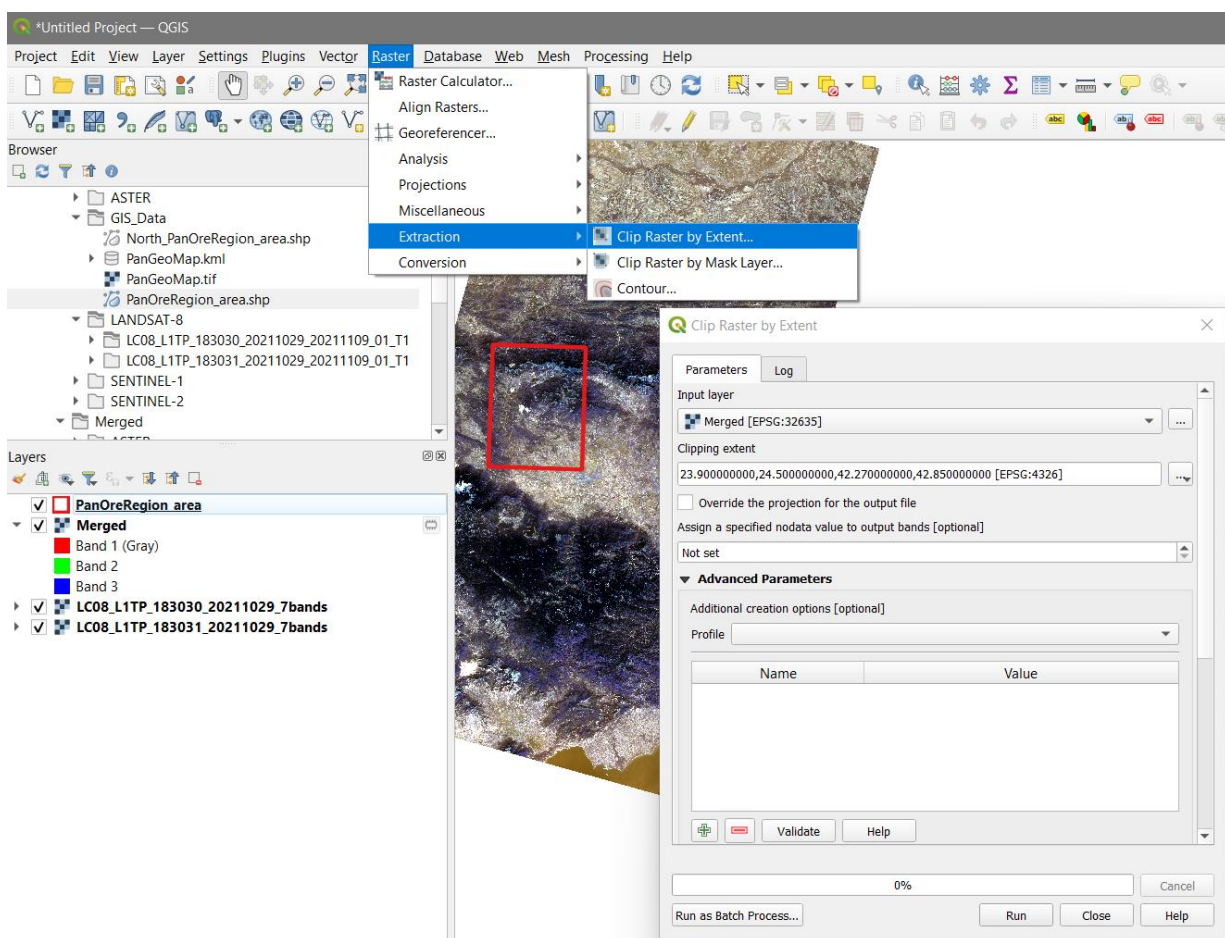 *Untitled Project — QGIS
Project Edit View Layer Settings Plugins Vector Raster Database Web Mesh Processing Help
Raster Calculator...
Align Rasters...
Georeferencer...
Analysis
Projections
Miscellaneous
Extraction
Conversion
Clip Raster by Extent...
Clip Raster by Mask Layer...
Contour...
abc
ab
abc
Browser
ASTER
GIS_Data
North_PanOreRegion_area.shp
PanGeoMap.kml
PanGeoMap.tif
PanOreRegion_area.shp
LANDSAT-8
LC08_L1TP_183030_20211029_20211109_01_T1
LC08_L1TP_183031_20211029_20211109_01_T1
SENTINEL-1
SENTINEL-2
Merged
Layers
PanOreRegion_area
Merged
Band 1 (Gray)
Band 2
Band 3
LC08_L1TP_183030_20211029_7bands
LC08_L1TP_183031_20211029_7bands
Clip Raster by Extent
Parameters Log
Input layer
Merged [EPSG:32635]
...
Clipping extent
23.900000000,24.500000000,42.270000000,42.850000000 [EPSG:4326]
...
Override the projection for the output file
Assign a specified nodata value to output bands [optional]
Not set
Advanced Parameters
Additional creation options [optional]
Profile
Name Value
Validate Help
0% Cancel
Run as Batch Process... Run Close Help